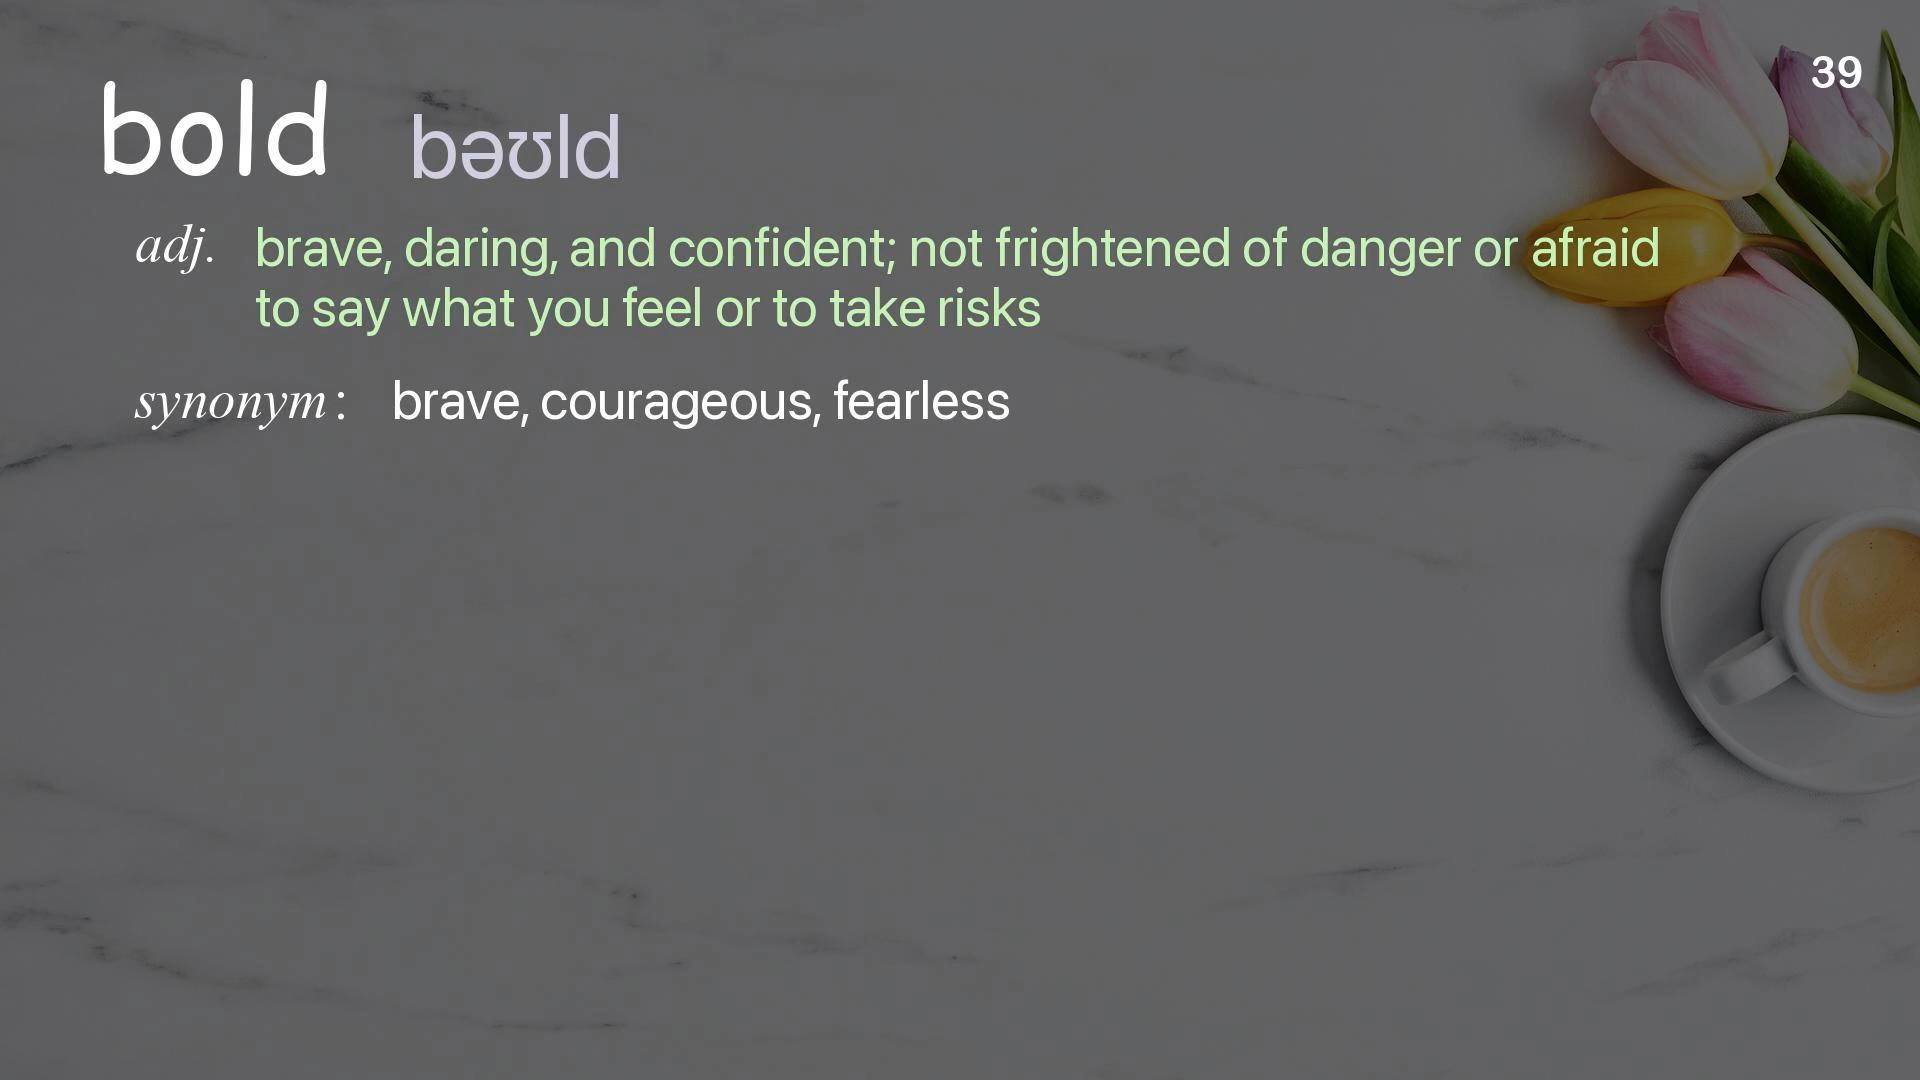 39
bold bəʊld
adj. brave, daring, and confident; not frightened of danger or afraid
to say what you feel or to take risks
synonym : brave, courageous, fearless